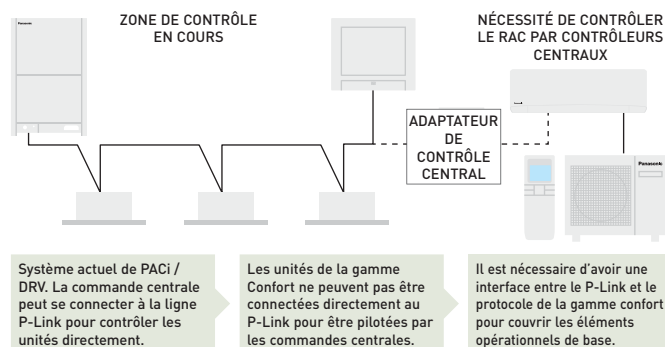 Panasonic
ZONE DE CONTRÔLE
EN COURS
NÉCESSITÉ DE CONTRÔLER
LE RAC PAR CONTRÔLEURS
CENTRAUX
ADAPTATEUR
DE
CONTRÔLE
CENTRAL
Panasonic
Système actuel de PACi /
DRV. La commande centrale
peut se connecter à la ligne
P-Link pour contrôler les
unités directement.
Les unités de la gamme
Confort ne peuvent pas être
connectées directement au
P-Link pour être pilotées par
les commandes centrales.
Il est nécessaire d'avoir une
interface entre le P-Link et le
protocole de la gamme confort
pour couvrir les éléments
opérationnels de base.